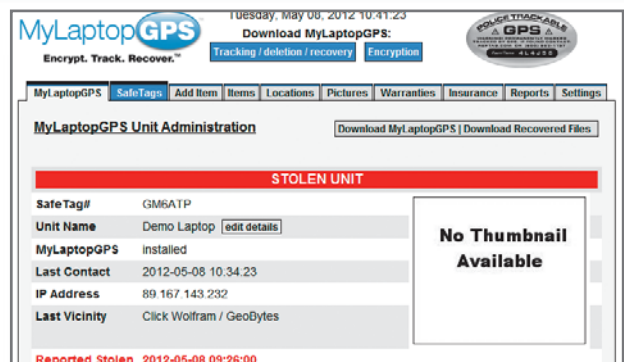 Tuesday, May 08, 2012 10:41:23
MyLaptopGPS
Encrypt. Track. Recover.™
Download MyLaptopGPS:
Tracking / deletion / recovery Encryption
POLICE TRACKABLE
GPS
MyLaptopGPS SafeTags Add Item Items Locations Pictures Warranties Insurance Reports Settings
MyLaptopGPS Unit Administration
Download MyLaptopGPS | Download Recovered Files
STOLEN UNIT
SafeTag# GM6ATP
Unit Name Demo Laptop edit details
MyLaptopGPS installed
Last Contact 2012-05-08 10:34:23
IP Address 89.167.143.232
Last Vicinity Click Wolfram / GeoBytes
No Thumbnail
Available
Reported Stolen 2012-05-08 09:26:00